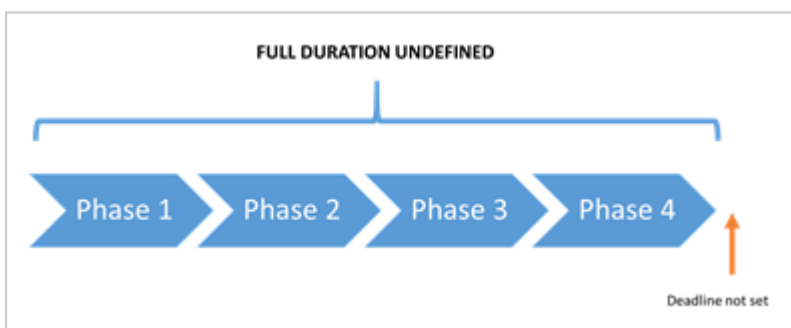 FULL DURATION UNDEFINED
Phase 1
Phase 2
Phase 3
Phase 4
Deadline not set